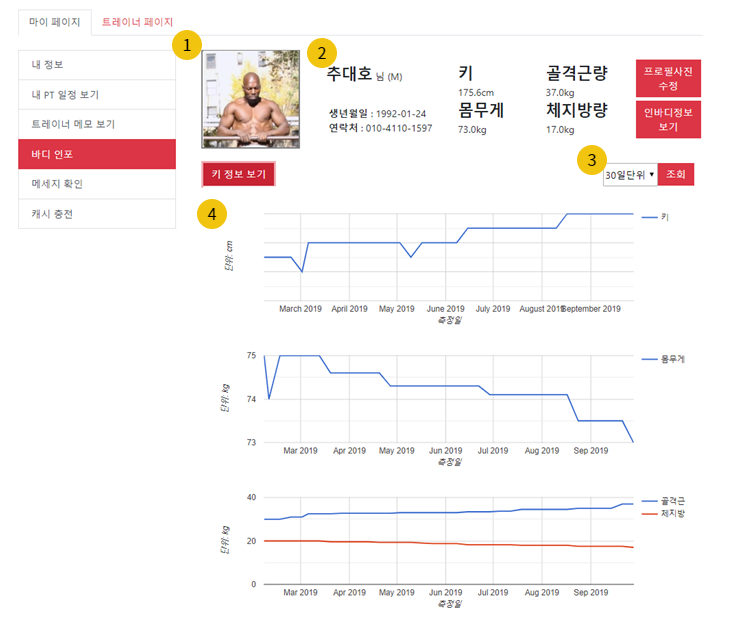 마이 페이지 트레이너 페이지
1
2
내 정보
내 PT 일정 보기
트레이너 메모 보기
바디 인포
메세지 확인
캐시 충전
추대호 님 (M)
생년월일 : 1992-01-24
연락처 : 010-4110-1597
키
175.6cm
몸무게
73.0kg
골격근량
37.0kg
체지방량
17.0kg
프로필사진
수정
인바디정보
보기
키 정보 보기
3
30일단위 ▼ 조회
4
키
단위: cm
March 2019 April 2019 May 2019 June 2019 July 2019 August 2019 September 2019
측정일
몸무게
75
74
73
단위: kg
Mar 2019 Apr 2019 May 2019 Jun 2019 Jul 2019 Aug 2019 Sep 2019
측정일
골격근
체지방
40
20
0
단위: kg
Mar 2019 Apr 2019 May 2019 Jun 2019 Jul 2019 Aug 2019 Sep 2019
측정일